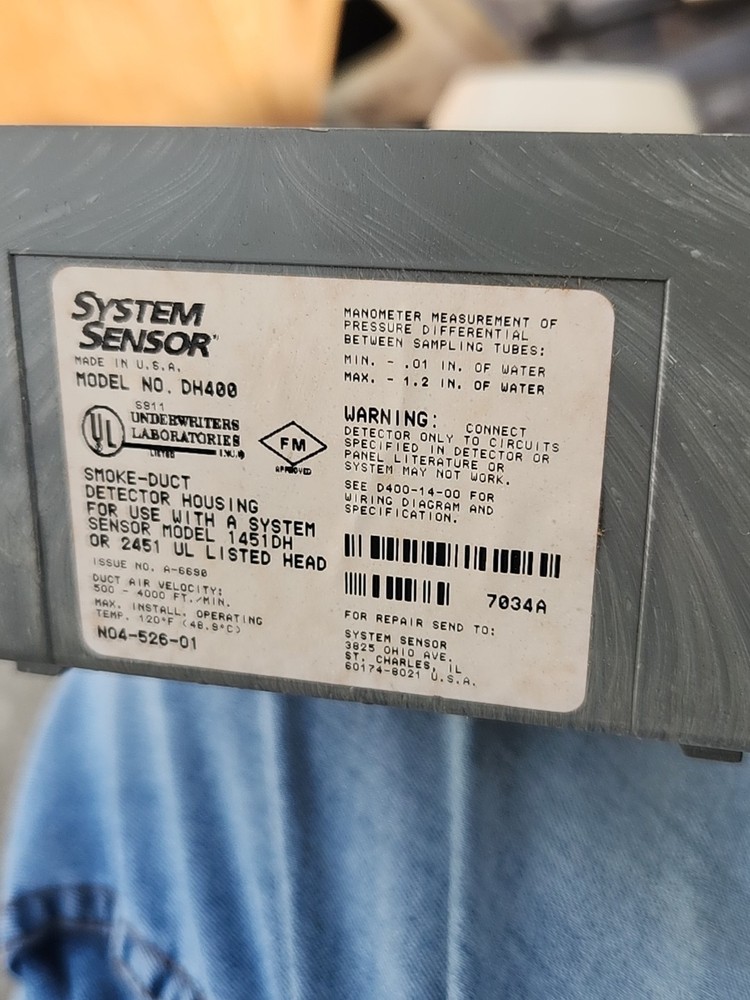 SYSTEM
SENSOR
MADE IN U.S.A.
MODEL NO. DH400
S911
UL
UNDERWRITERS
LABORATORIES
LISTED INC.®
FM
APPROVED
SMOKE-DUCT
DETECTOR HOUSING
FOR USE WITH A SYSTEM
SENSOR MODEL 1451DH
OR 2451 UL LISTED HEAD
ISSUE NO. A-6690
DUCT AIR VELOCITY:
500 - 4000 FT./MIN.
MAX. INSTALL. OPERATING
TEMP. 120°F (48.9°C)
N04-526-01
MANOMETER MEASUREMENT OF
PRESSURE DIFFERENTIAL
BETWEEN SAMPLING TUBES:
MIN. - .01 IN. OF WATER
MAX. - 1.2 IN. OF WATER
WARNING: CONNECT
DETECTOR ONLY TO CIRCUITS
SPECIFIED IN DETECTOR OR
PANEL LITERATURE OR
SYSTEM MAY NOT WORK.
SEE D400-14-00 FOR
WIRING DIAGRAM AND
SPECIFICATION.
7034A
FOR REPAIR SEND TO:
SYSTEM SENSOR
3825 OHIO AVE.
ST. CHARLES, IL
60174-8021 U.S.A.